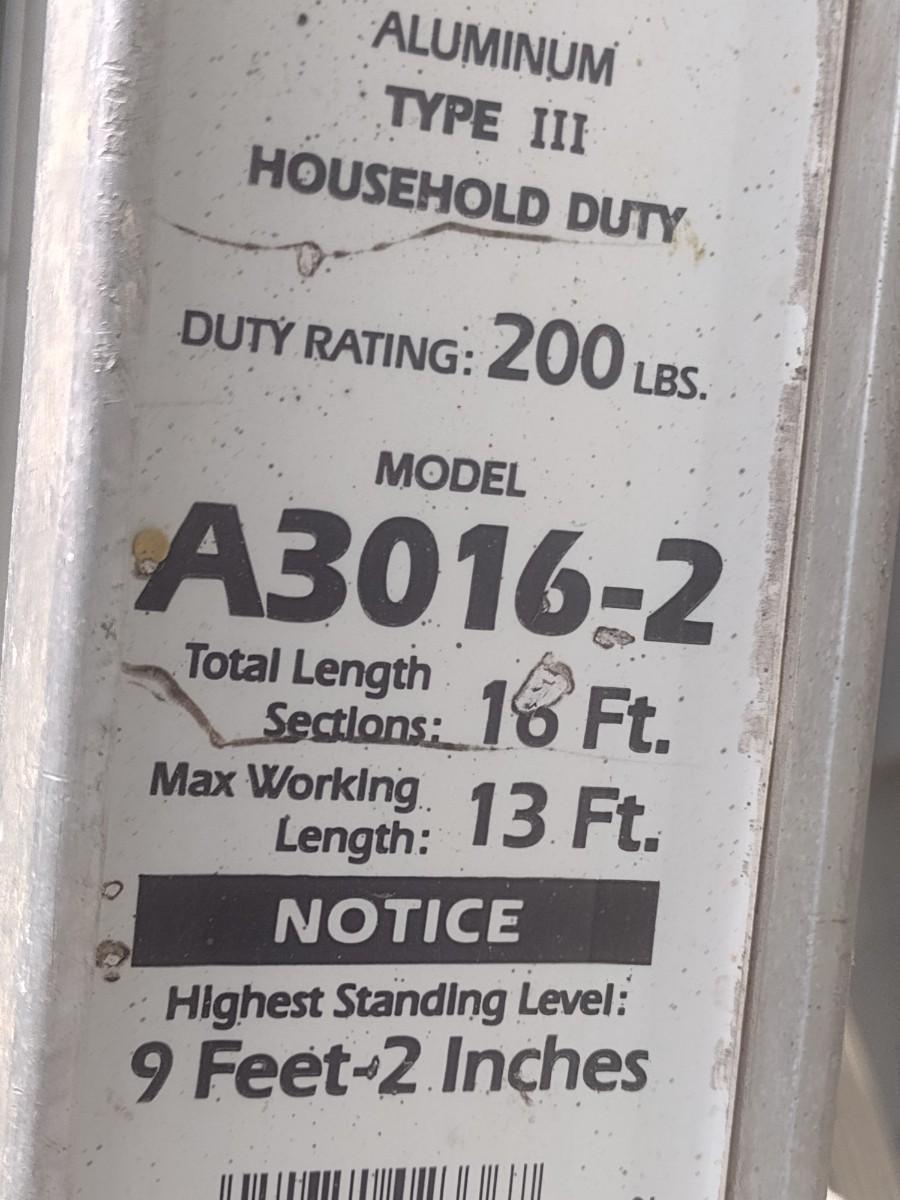 ALUMINUM
TYPE III
HOUSEHOLD DUTY
DUTY RATING: 200 LBS.
MODEL
A3016-2
Total Length
Sections: 16 Ft.
Max Working
Length: 13 Ft.
NOTICE
Highest Standing Level:
9 Feet-2 Inches